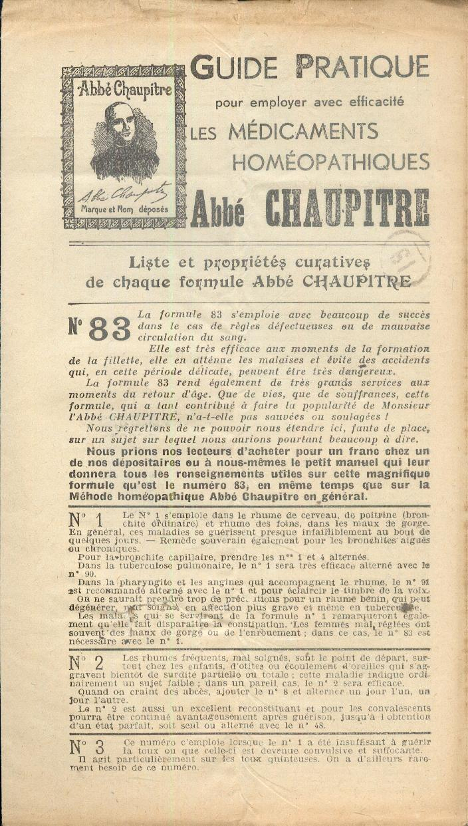 Abbé Chaupitre
Abbé Chaupitre
Marque et Nom déposés
GUIDE PRATIQUE
pour employer avec efficacité
LES MÉDICAMENTS
HOMÉOPATHIQUES
Abbé CHAUPITRE
Liste et propriétés curatives
de chaque formule Abbé CHAUPITRE
N° 83 La formule 83 s'emploie avec beaucoup de succès
dans le cas de règles défectueuses ou de mauvaise
circulation du sang.
Elle est très efficace aux moments de la formation
de la fillette, elle en atténue les malaises et évite des accidents
qui, en cette période délicate, peuvent être très dangereux.
La formule 83 rend également de très grands services aux
moments du retour d'âge. Que de vies, que de souffrances, cette
formule, qui a tant contribué à faire la popularité de Monsieur
l'Abbé CHAUPITRE, n'a-t-elle pas sauvées ou soulagées !
Nous regrettons de ne pouvoir nous étendre ici, faute de place,
sur un sujet sur lequel nous aurions pourtant beaucoup à dire.
Nous prions nos lecteurs d'acheter pour un franc chez un
de nos dépositaires ou à nous-mêmes le petit manuel qui leur
donnera tous les renseignements utiles sur cette magnifique
formule qu'est le numéro 83, en même temps que sur la
Méthode homéopathique Abbé Chaupitre en général.
N° 1 Le N° 1 s'emploie dans le rhume de cerveau, de poitrine (bron-
chite ordinaire) et rhume des foins, dans les maux de gorge.
En général, ces maladies se guérissent presque infailliblement au bout de
quelques jours. — Remède souverain également pour les bronchites aiguës
ou chroniques.
Pour la bronchite capillaire, prendre les nos 1 et 4 alternés.
Dans la tuberculose pulmonaire, le n° 1 sera très efficace alterné avec le
n° 90.
Dans la pharyngite et les angines qui accompagnent le rhume, le n° 91
est recommandé alterné avec le n° 1 et pour éclaircir le timbre de la voix.
On ne saurait prendre trop de précautions pour un rhume bénin, qui peut
dégénérer, mal soigné, en affection plus grave et même en tuberculose.
Les malades qui se serviront de la formule n° 1 remarqueront égale-
ment qu'elle fait disparaître la constipation. Les femmes mal réglées ont
souvent des maux de gorge ou de l'enrouement ; dans ce cas, le n° 83 est
nécessaire avec le n° 1.
N° 2 Les rhumes fréquents, mal soignés, sont le point de départ, sur-
tout chez les enfants, d'otites ou écoulement d'oreilles qui s'ag-
gravent bientôt de surdité partielle ou totale ; cette maladie indique ordi-
nairement un sujet faible ; dans un pareil cas, le n° 2 sera efficace.
Quand on craint des abcès, ajouter le n° 8 et alterner un jour l'un, un
jour l'autre.
Le n° 2 est aussi un excellent reconstituant et pour les convalescents
pourra être continué avantageusement après guérison, jusqu'à l'obtention
d'un état parfait, soit seul ou alterné avec le n° 48.
N° 3 Ce numéro s'emploie lorsque le n° 1 a été insuffisant à guérir
la toux ou que celle-ci est devenue convulsive et suffocante.
Il agit particulièrement sur les toux quinteuses. On a d'ailleurs rare-
ment besoin de ce numéro.